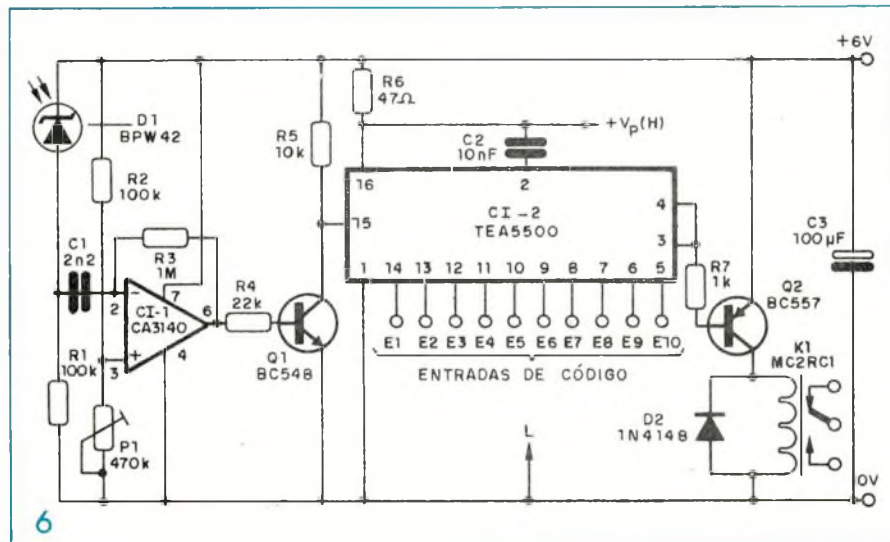 +6V
D1
BPW42
R2
100k
C1
2n2
R3
1M
2
7
CI-1
CA3140
6
3
4
R1
100k
P1
470k
R4
22k
Q1
BC548
R5
10k
R6
47Ω
C2
10nF
+Vp(H)
16
2
15
CI-2
TEA5500
4
3
1 14 13 12 11 10 9 8 7 6 5
E1 E2 E3 E4 E5 E6 E7 E8 E9 E10
ENTRADAS DE CÓDIGO
L
R7
1k
Q2
BC557
C3
100µF
K1
MC2RC1
D2
1N4148
0V
6